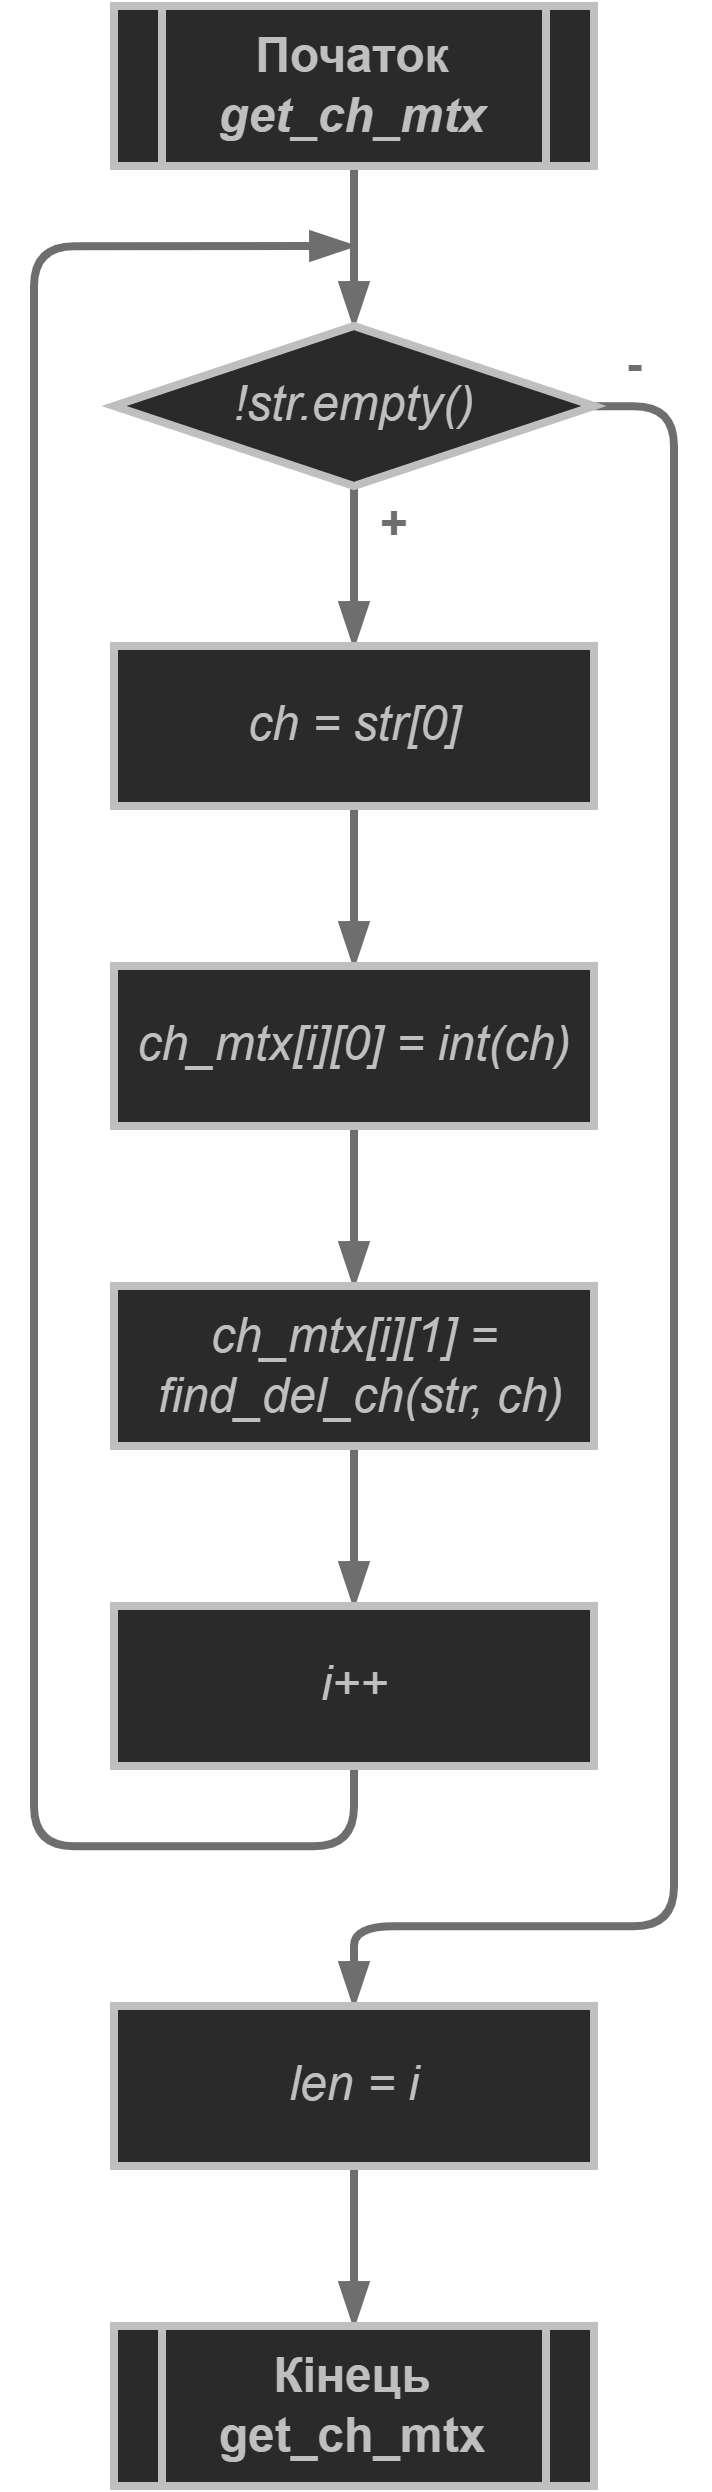 Початок
get_ch_mtx
!str.empty()
-
+
ch = str[0]
ch_mtx[i][0] = int(ch)
ch_mtx[i][1] =
find_del_ch(str, ch)
i++
len = i
Кінець
get_ch_mtx